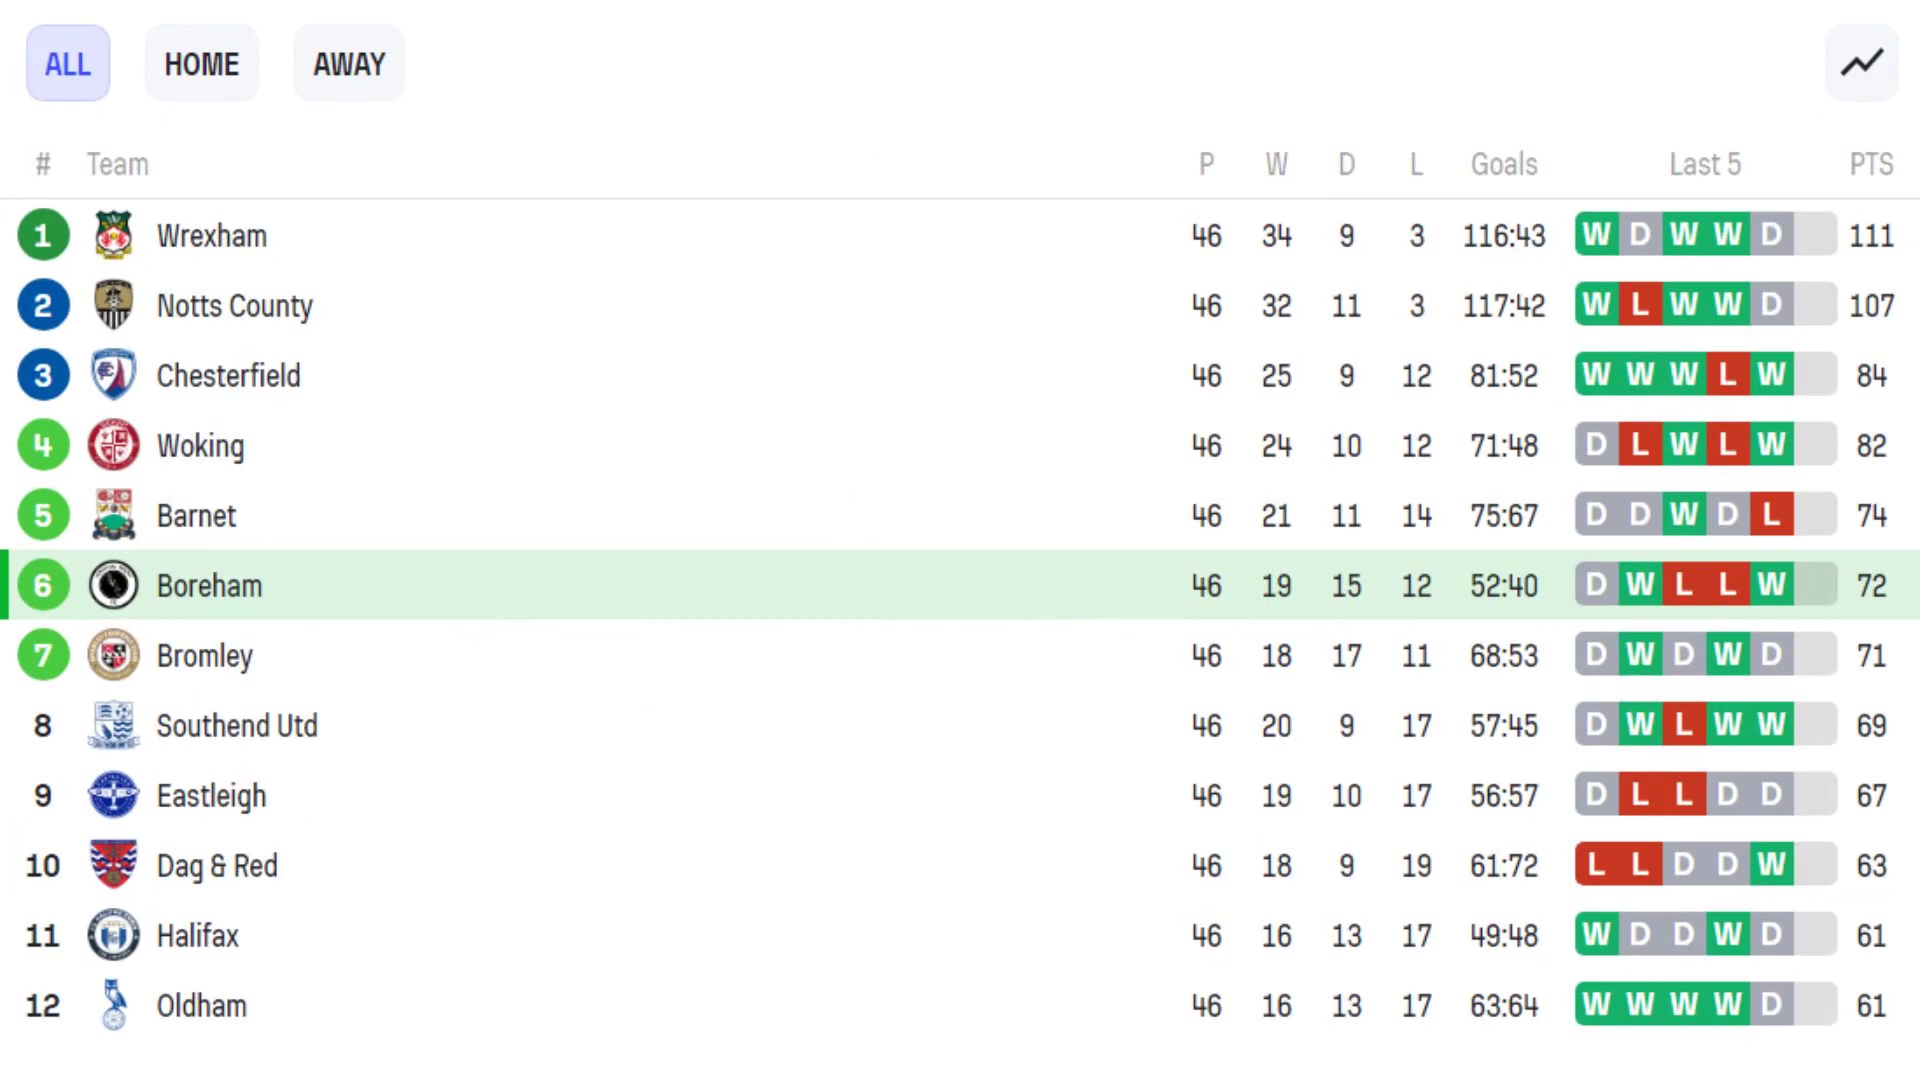 ALL HOME AWAY
# Team P W D L Goals Last 5 PTS
1 Wrexham 46 34 9 3 116:43 W D W W D 111
2 Notts County 46 32 11 3 117:42 W L W W D 107
3 Chesterfield 46 25 9 12 81:52 W W W L W 84
4 Woking 46 24 10 12 71:48 D L W L W 82
5 Barnet 46 21 11 14 75:67 D D W D L 74
6 Boreham 46 19 15 12 52:40 D W L L W 72
7 Bromley 46 18 17 11 68:53 D W D W D 71
8 Southend Utd 46 20 9 17 57:45 D W L W W 69
9 Eastleigh 46 19 10 17 56:57 D L L D D 67
10 Dag & Red 46 18 9 19 61:72 L L D D W 63
11 Halifax 46 16 13 17 49:48 W D D W D 61
12 Oldham 46 16 13 17 63:64 W W W W D 61